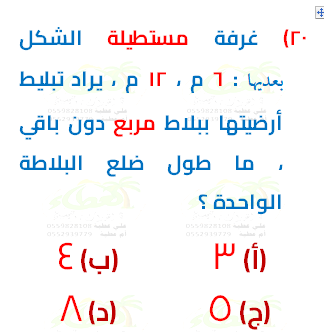 ٢٠) غرفة مستطيلة الشكل
بعديها : ٦ م ، ١٢ م ، يراد تبليط
أرضيتها ببلاط مربع دون باقي
، ما طول ضلع البلاطة
الواحدة ؟
(أ) ٣ (ب) ٤
(ج) ٥ (د) ٨